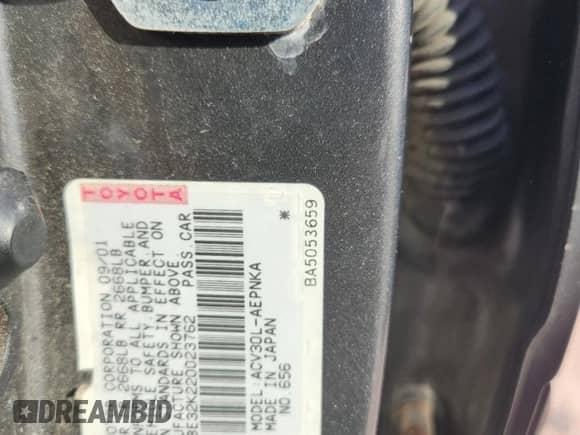 TOYOTA
CORPORATION 09/01
2668LB RR 2668LB
TO ALL APPLICABLE
SAFETY, BUMPER AND
STANDARDS IN EFFECT ON
MANUFACTURE SHOWN ABOVE.
BE32K220023762 PASS. CAR
*
MODEL:ACV30L-AEPNKA
MADE IN JAPAN
NO.656
BA5053659
DREAMBID